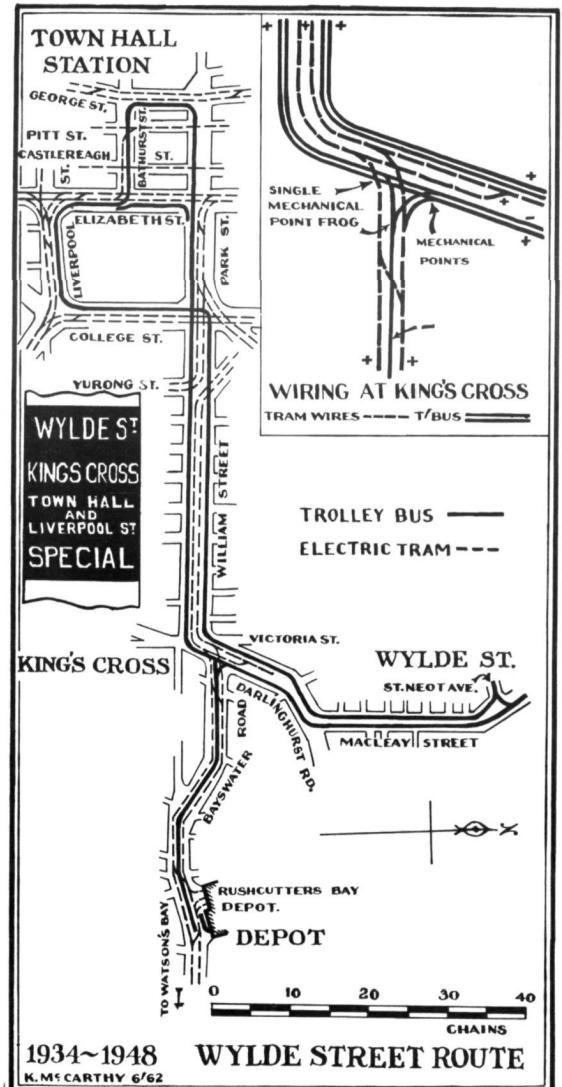 TOWN HALL
STATION
GEORGE ST.
PITT ST.
CASTLEREAGH
ST.
BATHURST ST.
ST.
ELIZABETH ST.
LIVERPOOL
PARK ST.
COLLEGE ST.
YURONG ST.
+
+
SINGLE
MECHANICAL
POINT FROG
MECHANICAL
POINTS
+
-
+
+
+
WIRING AT KING'S CROSS
TRAM WIRES T/BUS
WYLDE ST
KINGS CROSS
TOWN HALL
AND
LIVERPOOL ST
SPECIAL
WILLIAM STREET
TROLLEY BUS
ELECTRIC TRAM
VICTORIA ST.
KING'S CROSS
WYLDE ST.
ST. NEOT AVE.
DARLINGHURST RD.
MACLEAY STREET
BAYSWATER ROAD
N
RUSHCUTTERS BAY
DEPOT.
DEPOT
TO WATSON'S BAY
0 10 20 30 40
CHAINS
1934~1948 WYLDE STREET ROUTE
K. McCARTHY 6/62